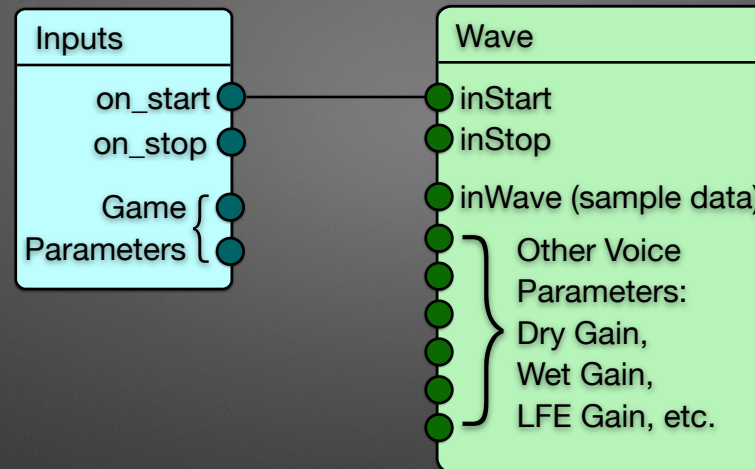 Inputs
on_start
on_stop
Game
Parameters
Wave
inStart
inStop
inWave (sample data)
Other Voice
Parameters:
Dry Gain,
Wet Gain,
LFE Gain, etc.